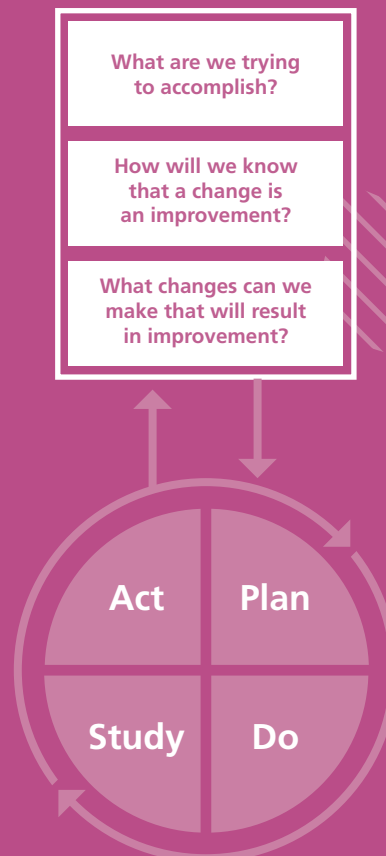 What are we trying
to accomplish?
How will we know
that a change is
an improvement?
What changes can we
make that will result
in improvement?
Act
Plan
Study
Do